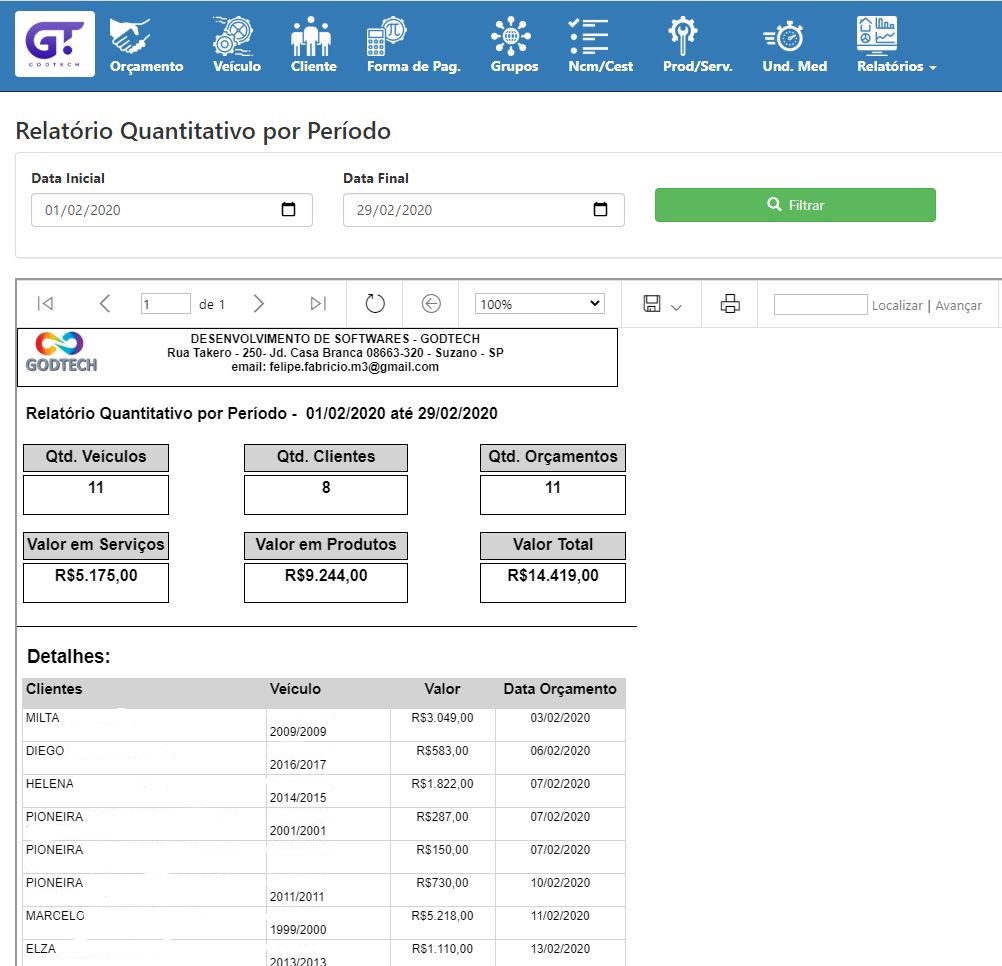 GT
GODTECH
Orçamento Veículo Cliente Forma de Pag. Grupos Ncm/Cest Prod/Serv. Und. Med Relatórios
Relatório Quantitativo por Período
Data Inicial Data Final
01/02/2020 29/02/2020 Filtrar
1 de 1 100% Localizar | Avançar
GODTECH
DESENVOLVIMENTO DE SOFTWARES - GODTECH
Rua Takero - 250- Jd. Casa Branca 08663-320 - Suzano - SP
email: felipe.fabricio.m3@gmail.com
Relatório Quantitativo por Período - 01/02/2020 até 29/02/2020
Qtd. Veículos Qtd. Clientes Qtd. Orçamentos
11 8 11
Valor em Serviços Valor em Produtos Valor Total
R$5.175,00 R$9.244,00 R$14.419,00
Detalhes:
Clientes Veículo Valor Data Orçamento
MILTA R$3.049,00 03/02/2020
2009/2009
DIEGO R$583,00 06/02/2020
2016/2017
HELENA R$1.822,00 07/02/2020
2014/2015
PIONEIRA R$287,00 07/02/2020
2001/2001
PIONEIRA R$150,00 07/02/2020
PIONEIRA R$730,00 10/02/2020
2011/2011
MARCELO R$5.218,00 11/02/2020
1999/2000
ELZA R$1.110,00 13/02/2020
2013/2013